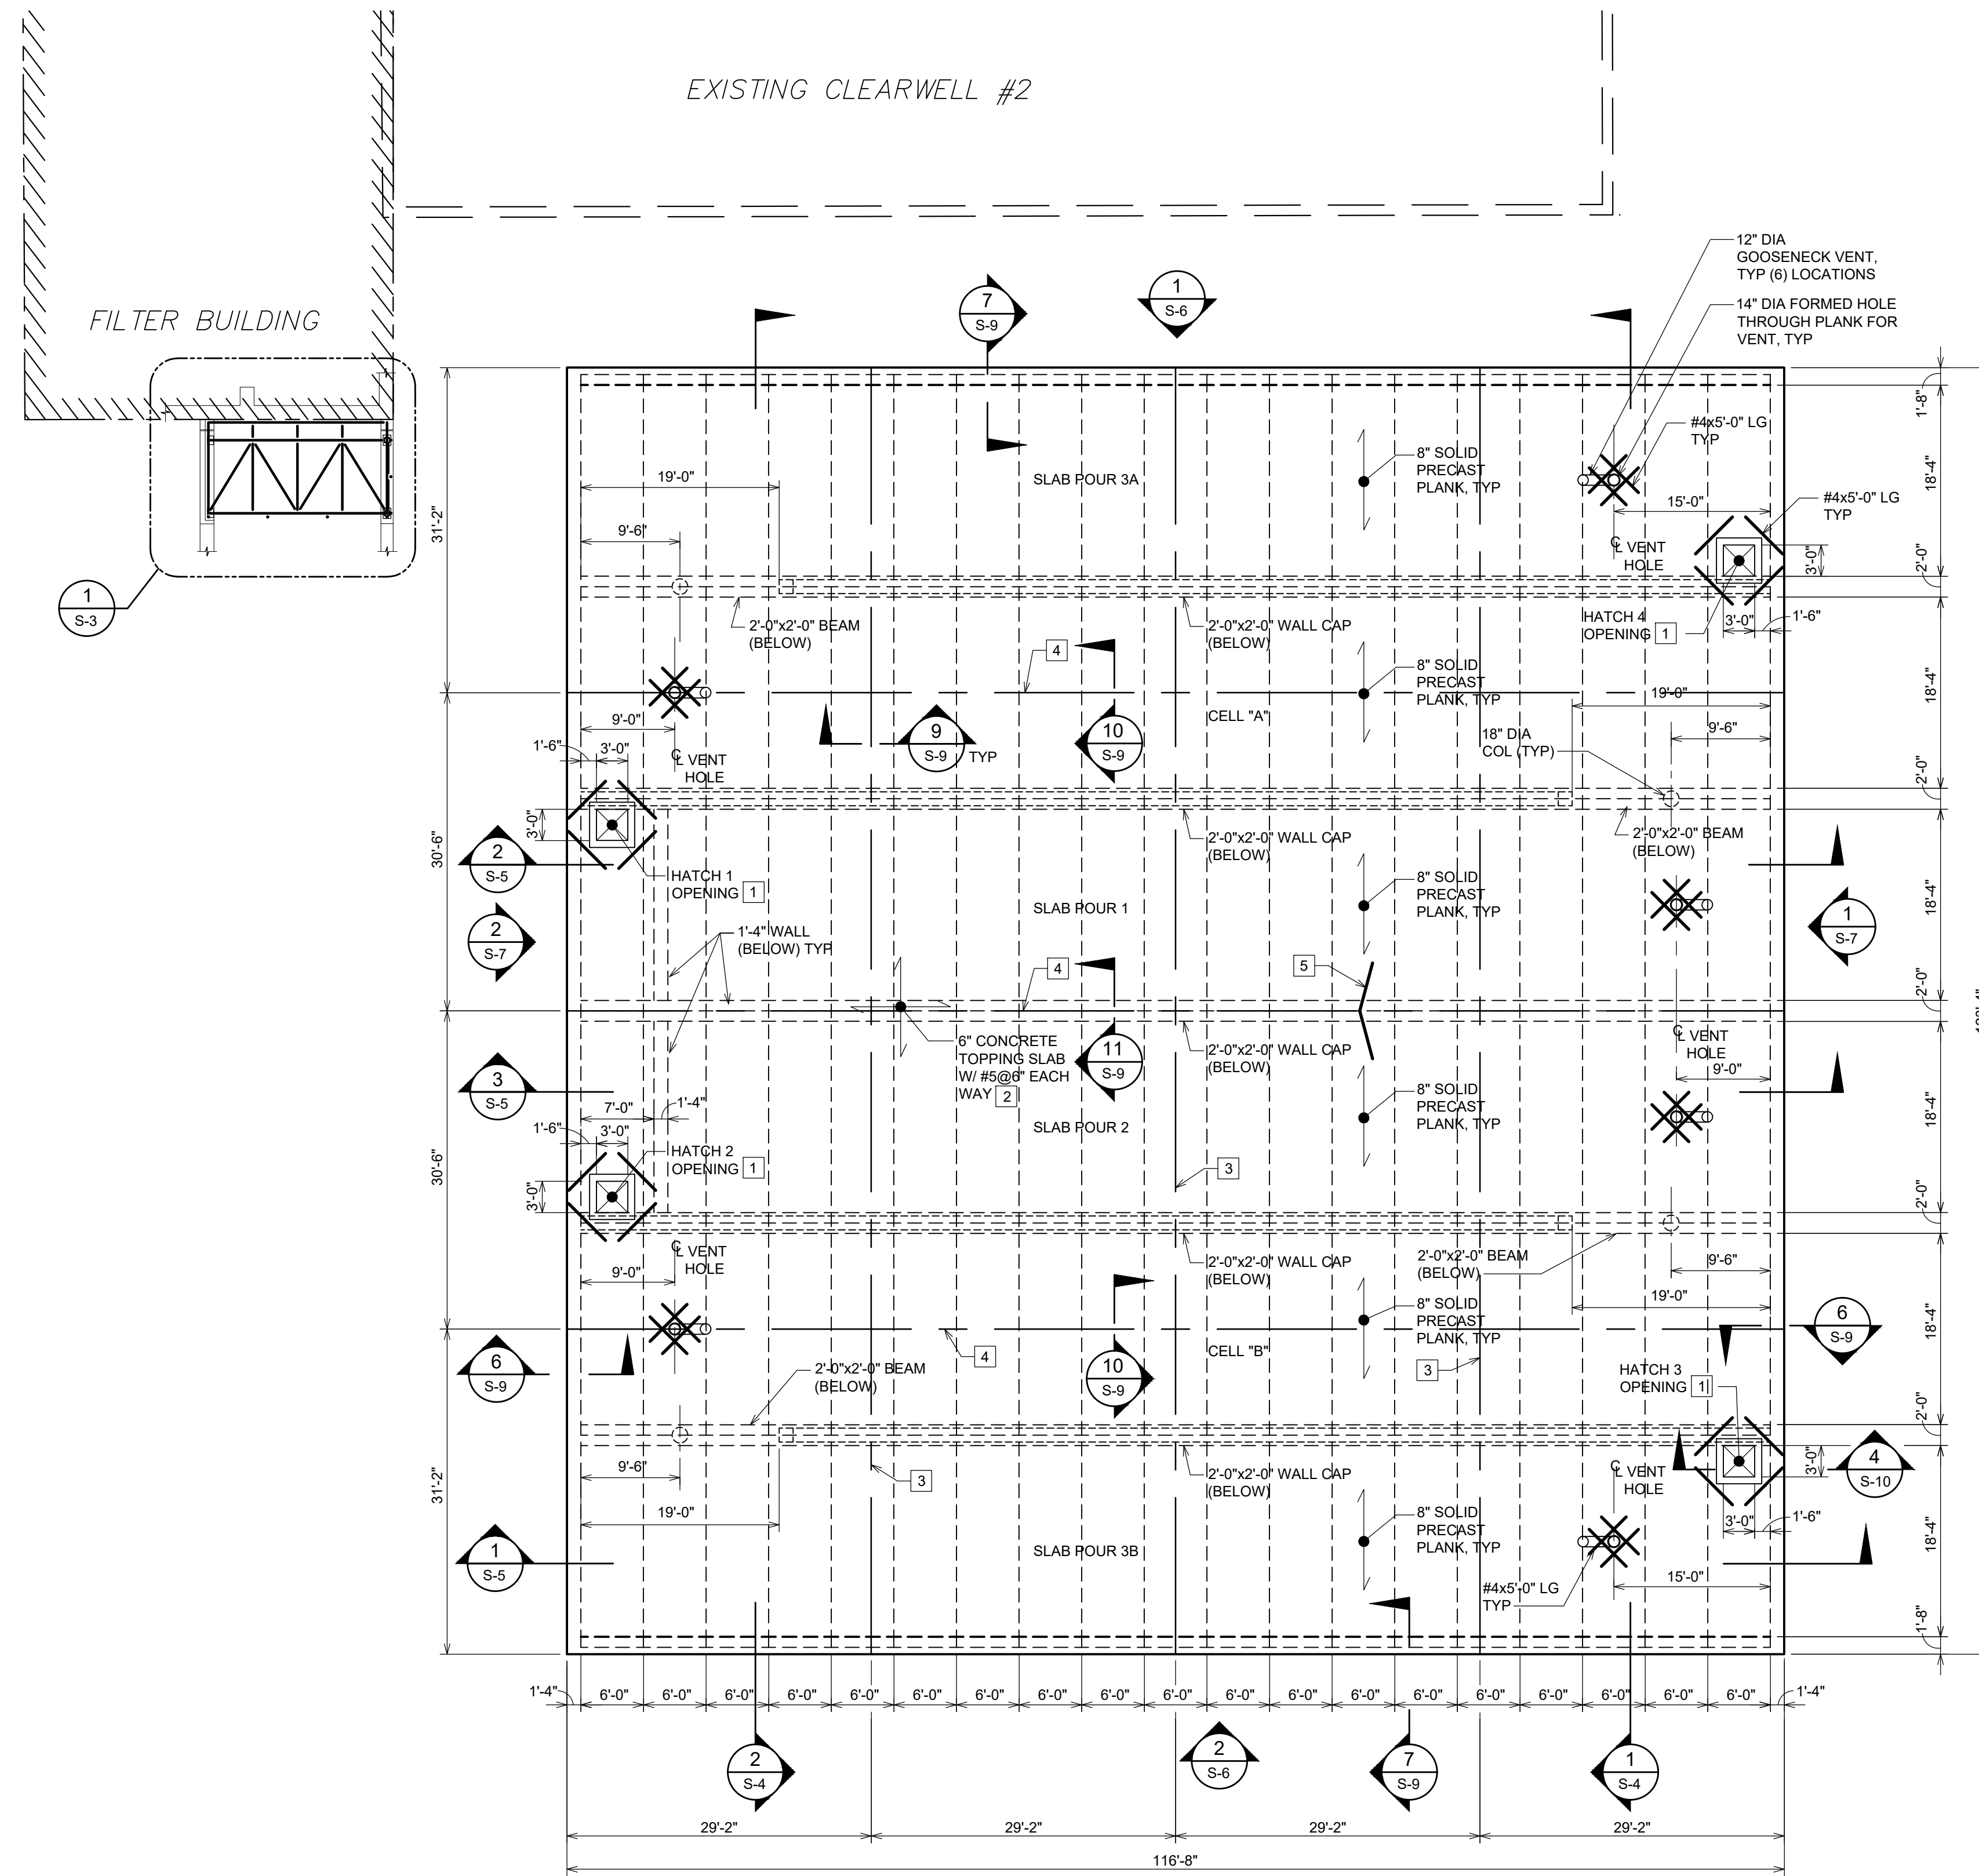 EXISTING CLEARWELL #2
FILTER BUILDING
1
S-3
12" DIA
GOOSENECK VENT,
TYP (6) LOCATIONS
14" DIA FORMED HOLE
THROUGH PLANK FOR
VENT, TYP
7
S-9
1
S-6
#4x5'-0" LG
TYP
#4x5'-0" LG
TYP
1'-8"
18'-4"
2'-0"
18'-4"
2'-0"
18'-4"
2'-0"
18'-4"
2'-0"
18'-4"
2'-0"
18'-4"
1'-8"
31'-2"
30'-6"
30'-6"
31'-2"
SLAB POUR 3A
8" SOLID
PRECAST
PLANK, TYP
19'-0"
9'-6"
15'-0"
℄ VENT
HOLE
3'-0"
HATCH 4
OPENING 1
3'-0"
1'-6"
2'-0"x2'-0" BEAM
(BELOW)
2'-0"x2'-0" WALL CAP
(BELOW)
4
8" SOLID
PRECAST
PLANK, TYP
19'-0"
CELL "A"
9'-0"
9
S-9
TYP
10
S-9
18" DIA
COL (TYP)
9'-6"
1'-6"
3'-0"
℄ VENT
HOLE
3'-0"
2'-0"x2'-0" WALL CAP
(BELOW)
2'-0"x2'-0" BEAM
(BELOW)
2
S-5
HATCH 1
OPENING 1
8" SOLID
PRECAST
PLANK, TYP
SLAB POUR 1
2
S-7
1'-4" WALL
(BELOW) TYP
1
S-7
4
5
6" CONCRETE
TOPPING SLAB
W/ #5@6" EACH
WAY 2
11
S-9
2'-0"x2'-0" WALL CAP
(BELOW)
℄ VENT
HOLE
9'-0"
3
S-5
7'-0"
1'-4"
8" SOLID
PRECAST
PLANK, TYP
SLAB POUR 2
1'-6"
3'-0"
HATCH 2
OPENING 1
3
3'-0"
℄ VENT
HOLE
9'-0"
2'-0"x2'-0" WALL CAP
(BELOW)
2'-0"x2'-0" BEAM
(BELOW)
9'-6"
19'-0"
8" SOLID
PRECAST
PLANK, TYP
6
S-9
4
CELL "B"
3
6
S-9
2'-0"x2'-0" BEAM
(BELOW)
10
S-9
HATCH 3
OPENING 1
9'-6"
3
2'-0"x2'-0" WALL CAP
(BELOW)
℄ VENT
HOLE
3'-0"
4
S-10
19'-0"
8" SOLID
PRECAST
PLANK, TYP
3'-0"
1'-6"
1
S-5
SLAB POUR 3B
#4x5'-0" LG
TYP
15'-0"
1'-4" 6'-0" 6'-0" 6'-0" 6'-0" 6'-0" 6'-0" 6'-0" 6'-0" 6'-0" 6'-0" 6'-0" 6'-0" 6'-0" 6'-0" 6'-0" 6'-0" 6'-0" 6'-0" 6'-0" 1'-4"
2
S-4
2
S-6
7
S-9
1
S-4
29'-2" 29'-2" 29'-2" 29'-2"
116'-8"